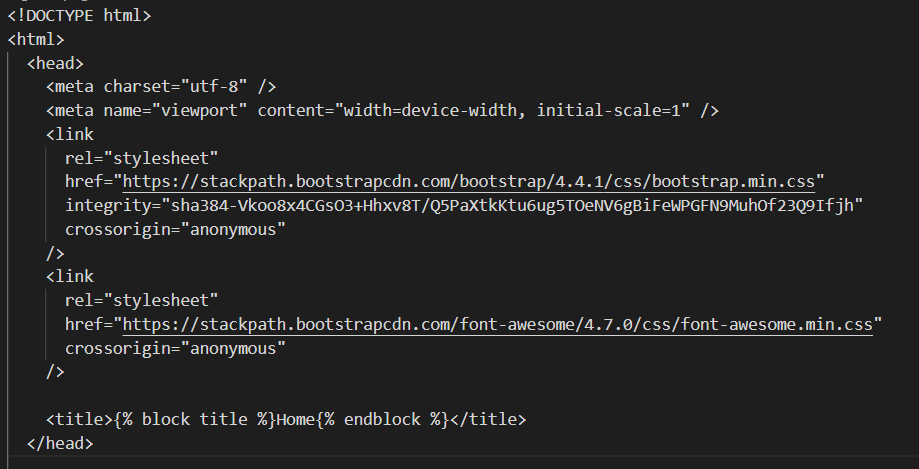 <!DOCTYPE html>
<html>
<head>
<meta charset="utf-8" />
<meta name="viewport" content="width=device-width, initial-scale=1" />
<link
rel="stylesheet"
href="https://stackpath.bootstrapcdn.com/bootstrap/4.4.1/css/bootstrap.min.css"
integrity="sha384-Vkoo8x4CGsO3+Hhxv8T/Q5PaXtkKtu6ug5TOeNV6gBiFeWPGFN9MuhOf23Q9Ifjh"
crossorigin="anonymous"
/>
<link
rel="stylesheet"
href="https://stackpath.bootstrapcdn.com/font-awesome/4.7.0/css/font-awesome.min.css"
crossorigin="anonymous"
/>
<title>{% block title %}Home{% endblock %}</title>
</head>